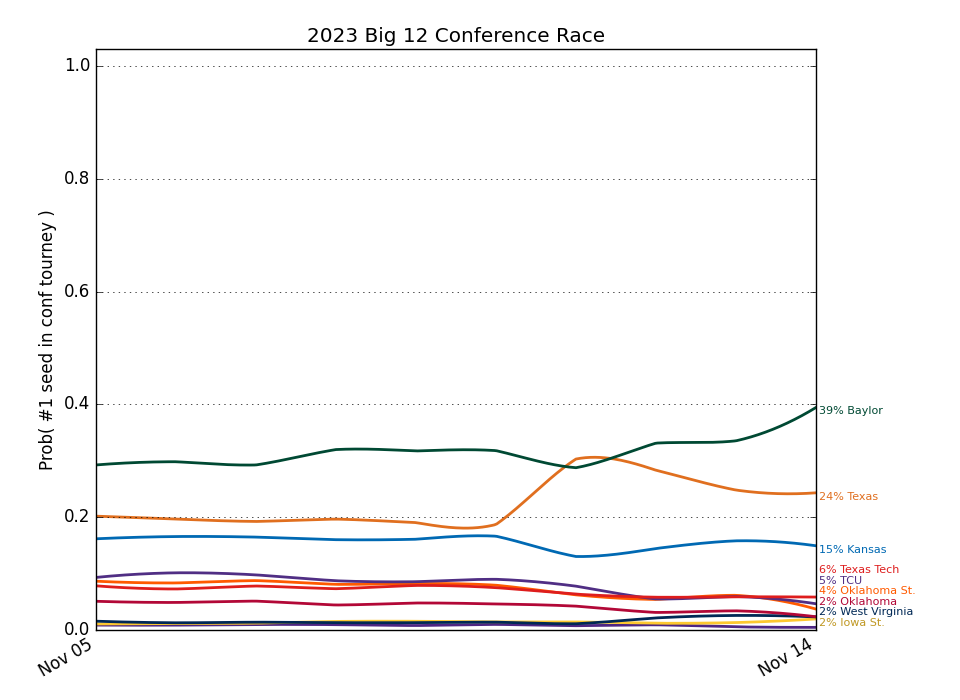 2023 Big 12 Conference Race
Prob( #1 seed in conf tourney )
1.0
0.8
0.6
0.4
0.2
0.0
Nov 05
Nov 14
39% Baylor
24% Texas
15% Kansas
6% Texas Tech
5% TCU
4% Oklahoma St.
2% Oklahoma
2% West Virginia
2% Iowa St.